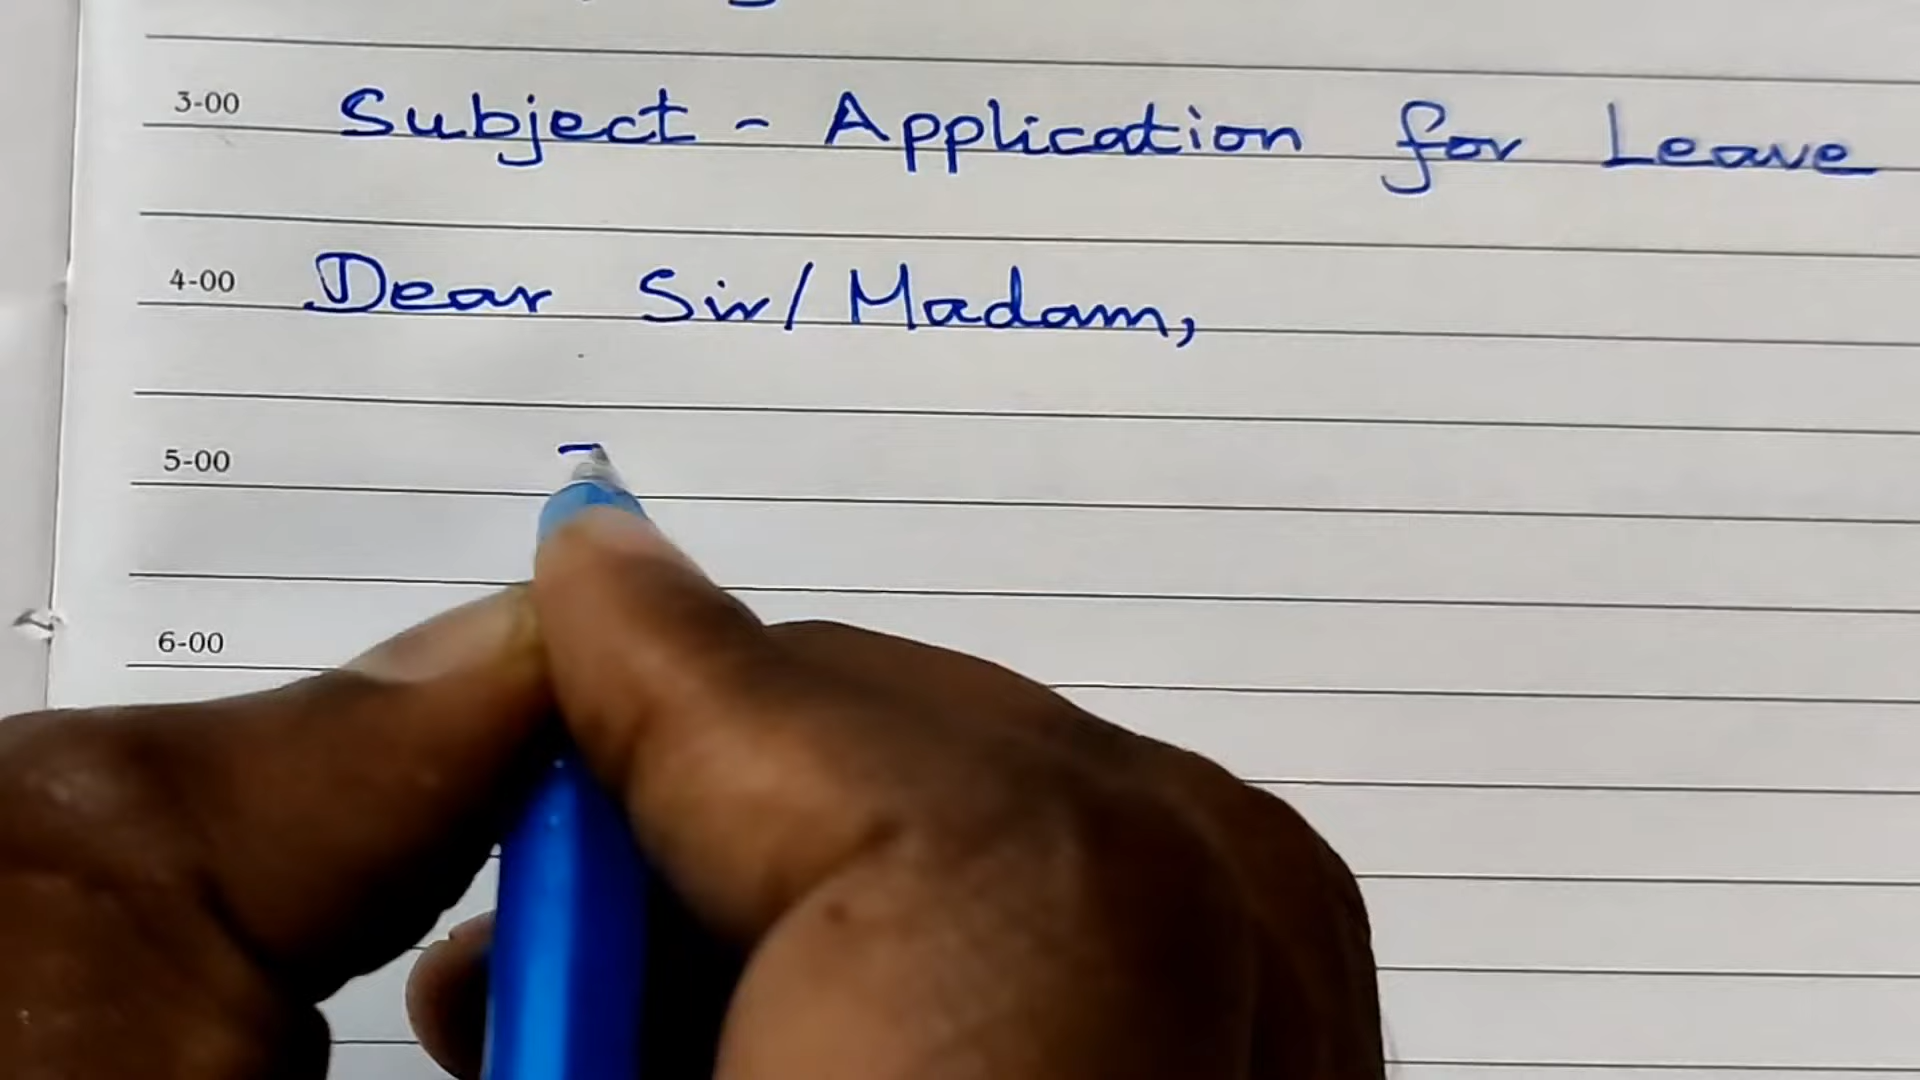 3-00 Subject - Application for Leave
4-00 Dear Sir/Madam,
5-00
6-00